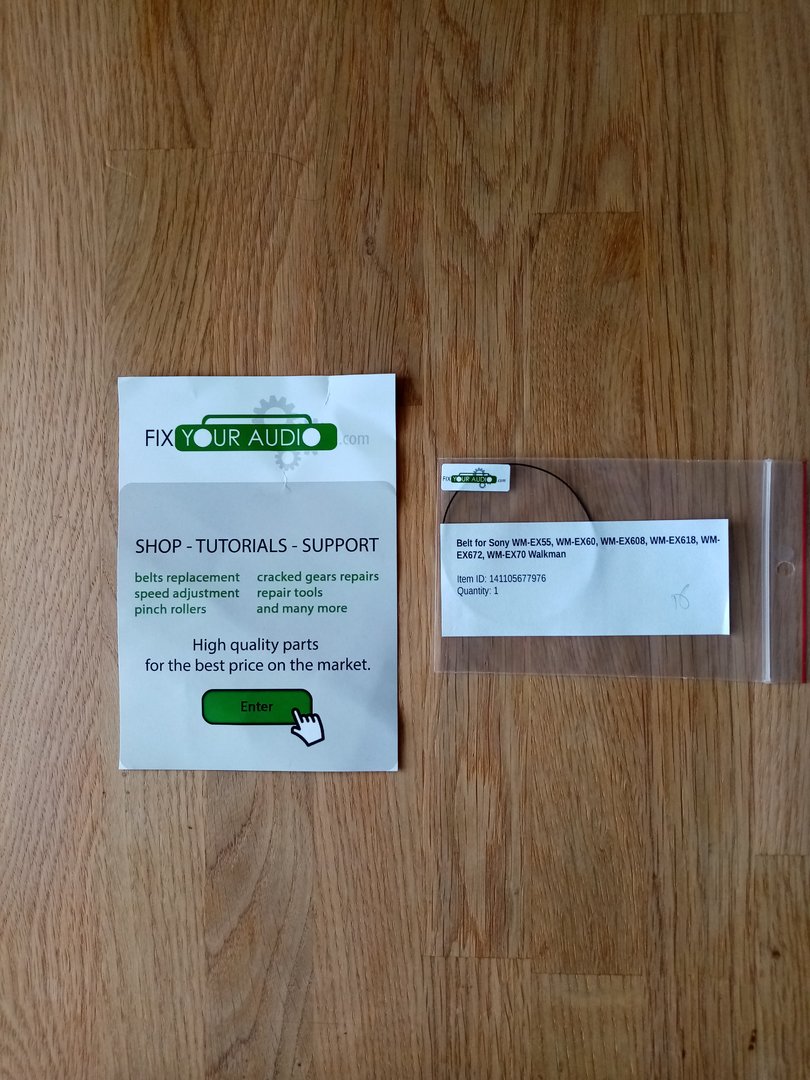 FIX YOUR AUDIO .com
SHOP - TUTORIALS - SUPPORT
belts replacement
speed adjustment
pinch rollers
cracked gears repairs
repair tools
and many more
High quality parts
for the best price on the market.
Enter
FIX YOUR AUDIO .com
Belt for Sony WM-EX55, WM-EX60, WM-EX608, WM-EX618, WM-
EX672, WM-EX70 Walkman
Item ID: 141105677976
Quantity: 1